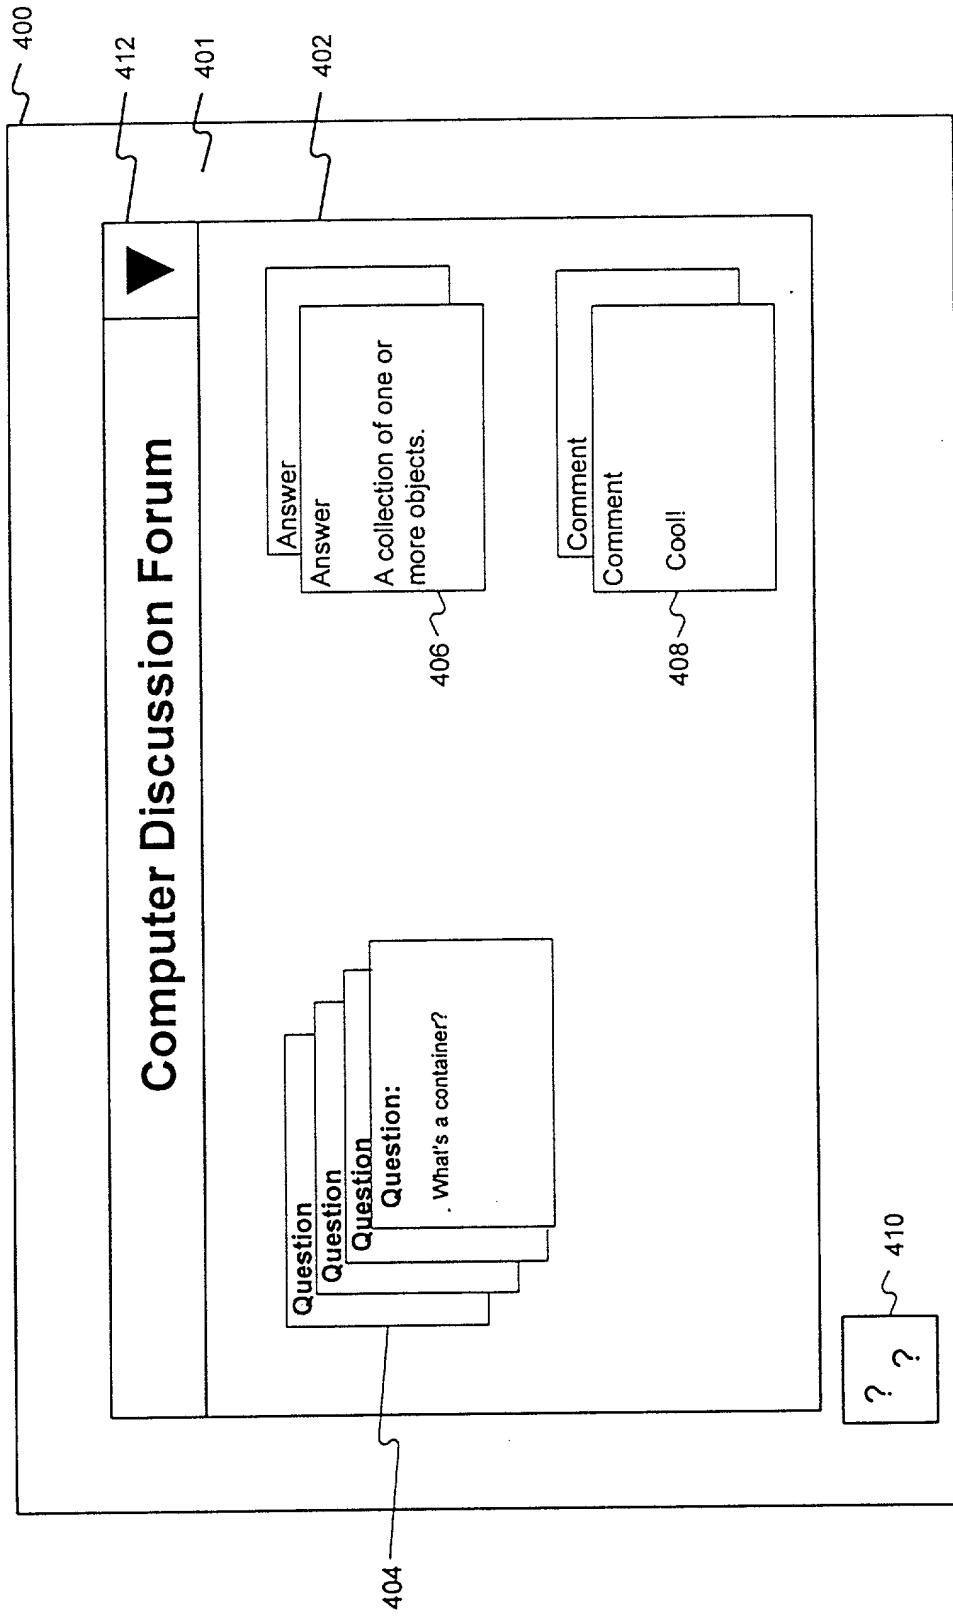 400
412
401
402
Computer Discussion Forum
Question
Question
Question
Question:
What's a container?
Answer
Answer
A collection of one or
more objects.
406
Comment
Comment
Cool!
408
404
? ?
410